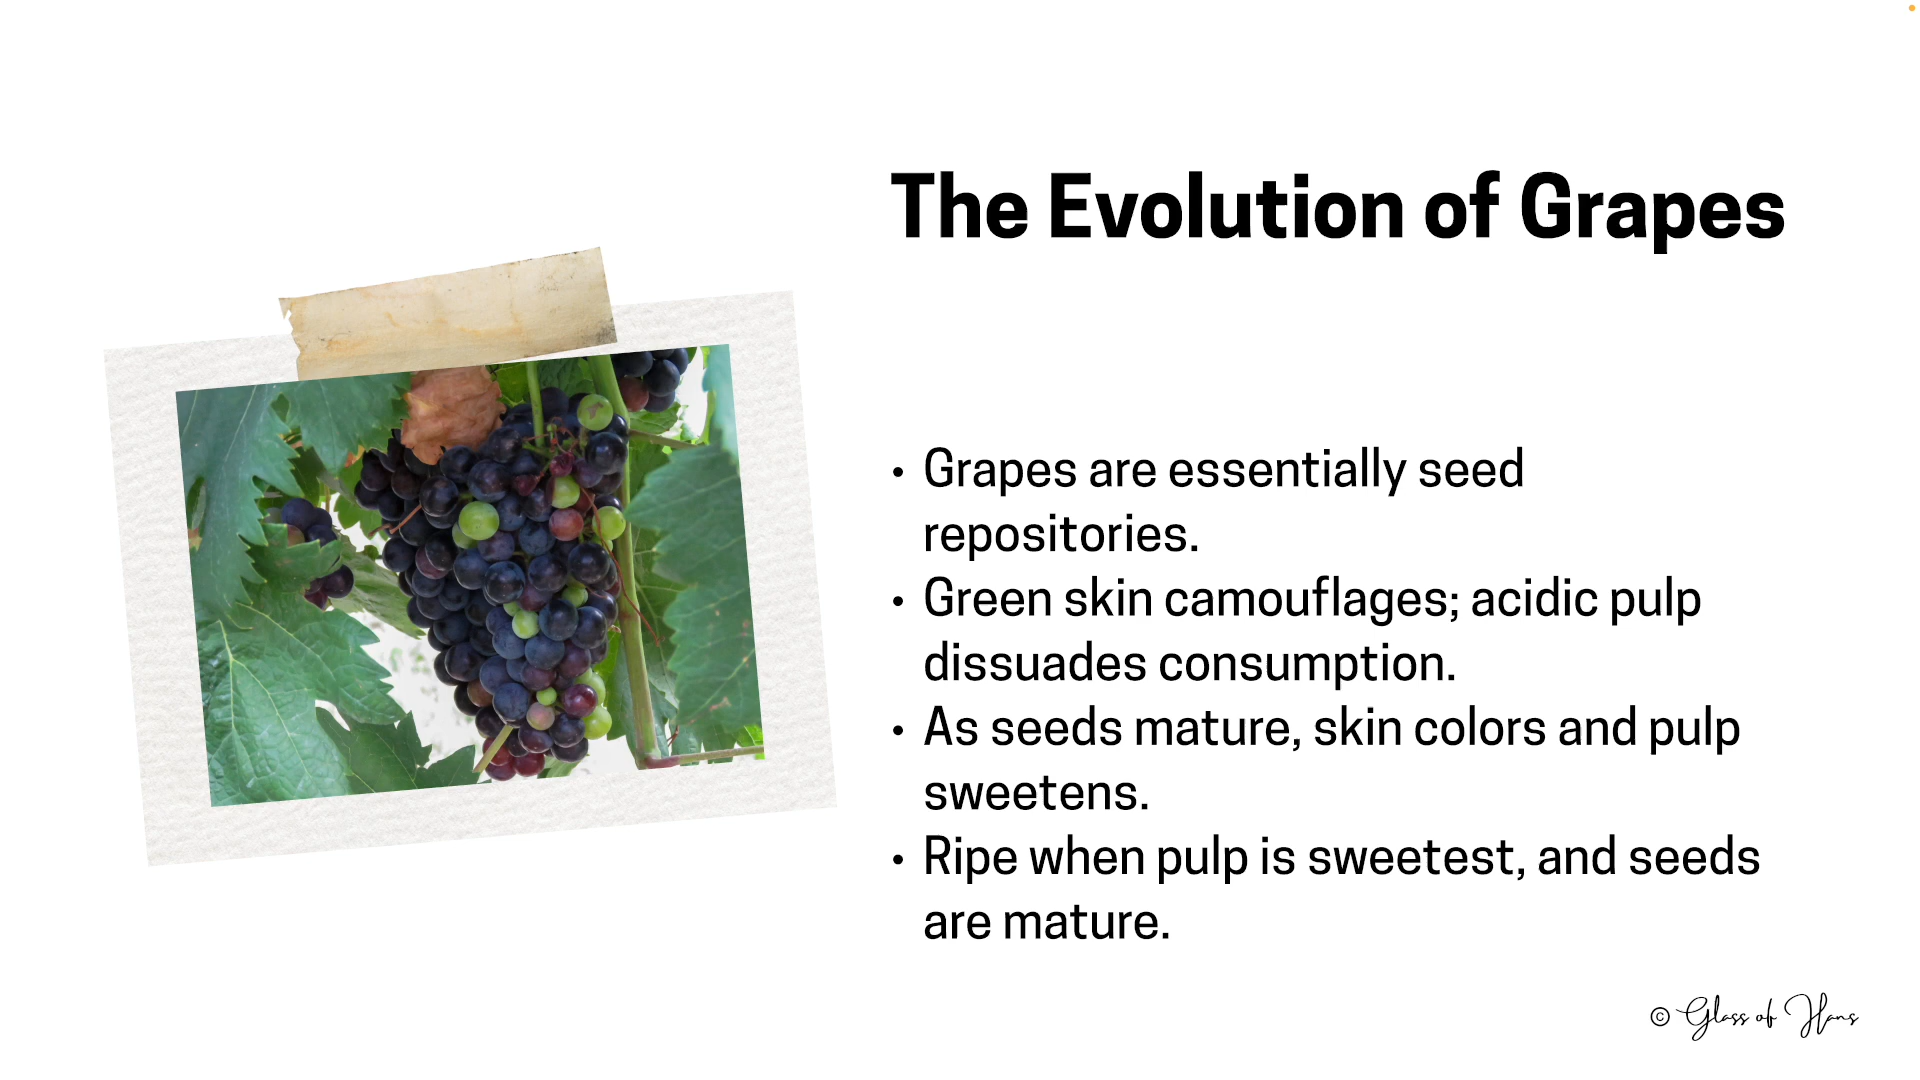 The Evolution of Grapes
• Grapes are essentially seed
repositories.
• Green skin camouflages; acidic pulp
dissuades consumption.
• As seeds mature, skin colors and pulp
sweetens.
• Ripe when pulp is sweetest, and seeds
are mature.
© Glass of Hans